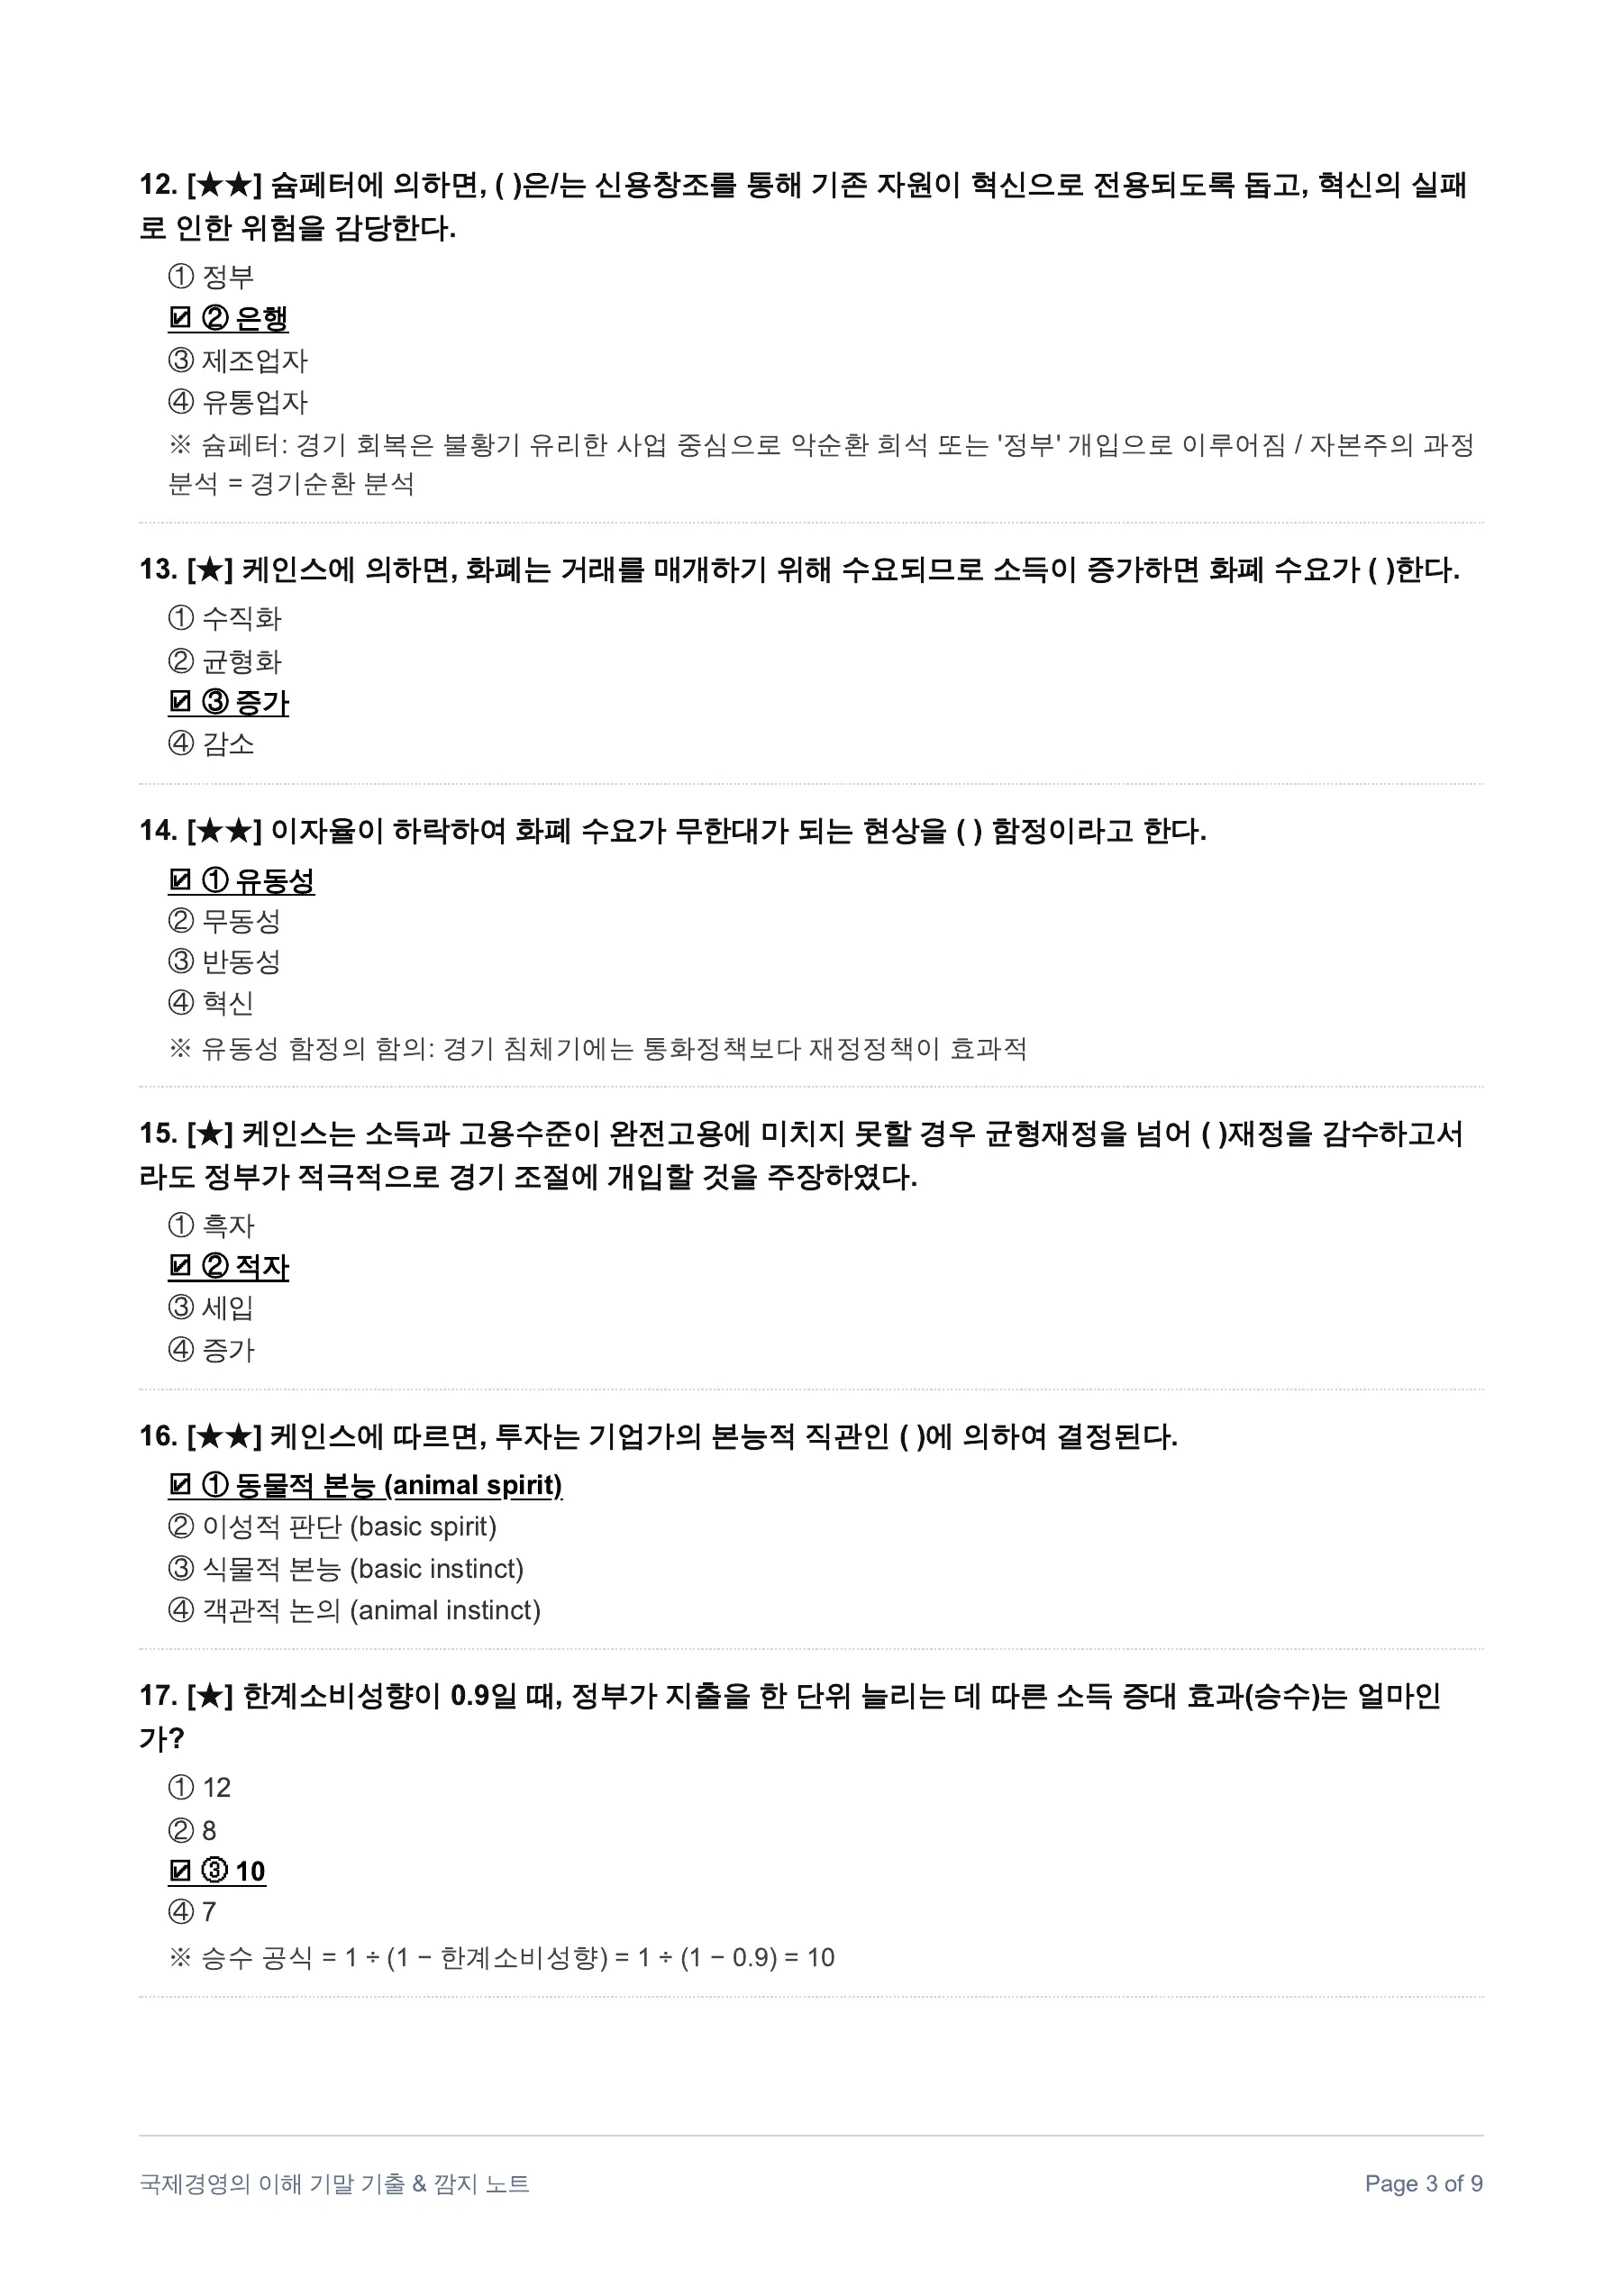 12. [★★] 슘페터에 의하면, ( )은/는 신용창조를 통해 기존 자원이 혁신으로 전용되도록 돕고, 혁신의 실패
로 인한 위험을 감당한다.
① 정부
☑ ② 은행
③ 제조업자
④ 유통업자
※ 슘페터: 경기 회복은 불황기 유리한 사업 중심으로 악순환 희석 또는 '정부' 개입으로 이루어짐 / 자본주의 과정
분석 = 경기순환 분석
13. [★] 케인스에 의하면, 화폐는 거래를 매개하기 위해 수요되므로 소득이 증가하면 화폐 수요가 ( )한다.
① 수직화
② 균형화
☑ ③ 증가
④ 감소
14. [★★] 이자율이 하락하여 화폐 수요가 무한대가 되는 현상을 ( ) 함정이라고 한다.
☑ ① 유동성
② 무동성
③ 반동성
④ 혁신
※ 유동성 함정의 함의: 경기 침체기에는 통화정책보다 재정정책이 효과적
15. [★] 케인스는 소득과 고용수준이 완전고용에 미치지 못할 경우 균형재정을 넘어 ( )재정을 감수하고서
라도 정부가 적극적으로 경기 조절에 개입할 것을 주장하였다.
① 흑자
☑ ② 적자
③ 세입
④ 증가
16. [★★] 케인스에 따르면, 투자는 기업가의 본능적 직관인 ( )에 의하여 결정된다.
☑ ① 동물적 본능 (animal spirit)
② 이성적 판단 (basic spirit)
③ 식물적 본능 (basic instinct)
④ 객관적 논의 (animal instinct)
17. [★] 한계소비성향이 0.9일 때, 정부가 지출을 한 단위 늘리는 데 따른 소득 증대 효과(승수)는 얼마인
가?
① 12
② 8
☑ ③ 10
④ 7
※ 승수 공식 = 1 ÷ (1 − 한계소비성향) = 1 ÷ (1 − 0.9) = 10
국제경영의 이해 기말 기출 & 깜지 노트
Page 3 of 9